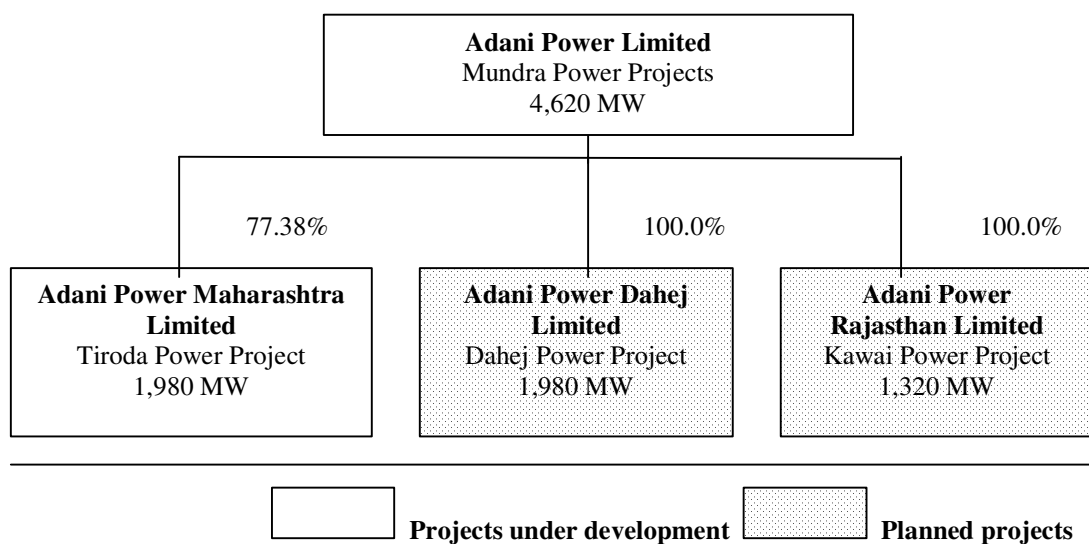 Adani Power Limited
Mundra Power Projects
4,620 MW
77.38%
100.0%
100.0%
Adani Power Maharashtra
Limited
Tiroda Power Project
1,980 MW
Adani Power Dahej
Limited
Dahej Power Project
1,980 MW
Adani Power
Rajasthan Limited
Kawai Power Project
1,320 MW
Projects under development
Planned projects